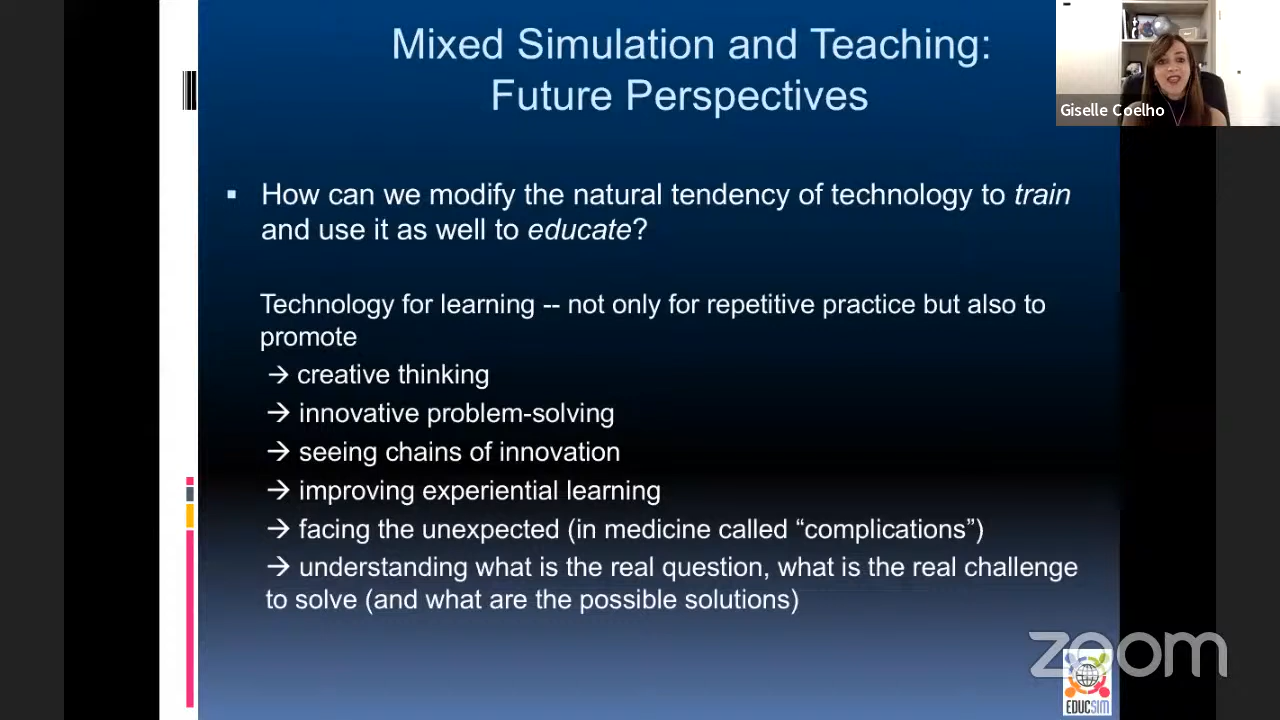 Mixed Simulation and Teaching:
Future Perspectives
Giselle Coelho
▪ How can we modify the natural tendency of technology to train
and use it as well to educate?
Technology for learning -- not only for repetitive practice but also to
promote
→ creative thinking
→ innovative problem-solving
→ seeing chains of innovation
→ improving experiential learning
→ facing the unexpected (in medicine called “complications”)
→ understanding what is the real question, what is the real challenge
to solve (and what are the possible solutions)
zoom
EDUCSIM